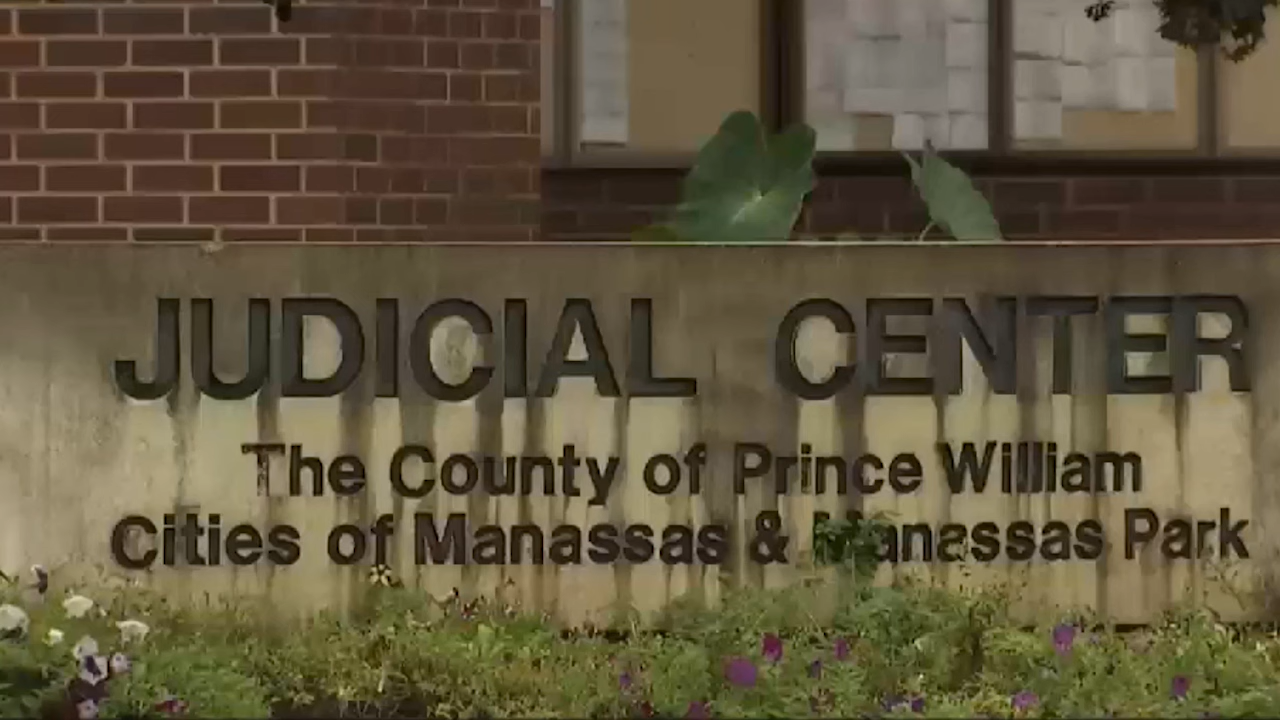 JUDICIAL CENTER
The County of Prince William
Cities of Manassas & Manassas Park